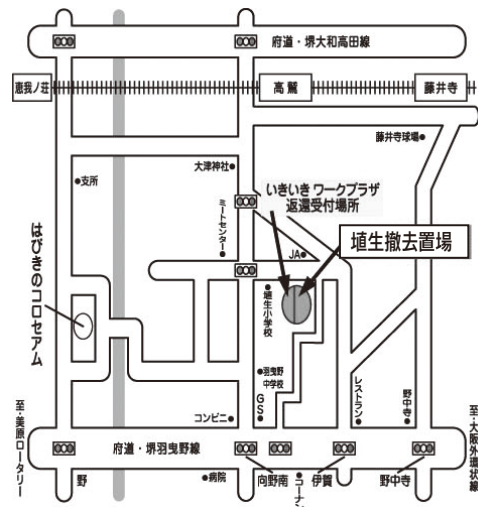 府道・堺大和高田線
恵我ノ荘
高鷲
藤井寺
藤井寺球場
大津神社
支所
いきいき ワークプラザ
返還受付場所
ミートセンター
JA
埴生撤去置場
はびきのコロセアム
埴生小学校
羽曳野
中学校
GS
コンビニ
レストラン
野中寺
至・美原ロータリー
至・大阪外環状線
府道・堺羽曳野線
野
病院
向野南
コーナン
伊賀
野中寺